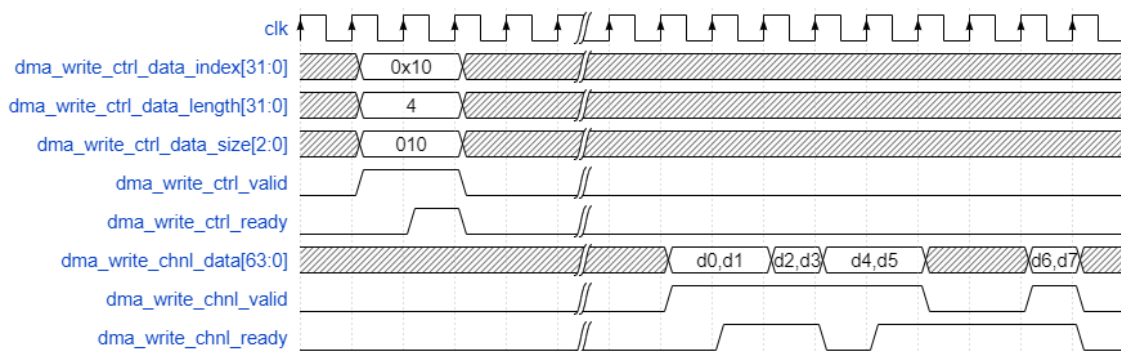 clk
dma_write_ctrl_data_index[31:0] 0x10
dma_write_ctrl_data_length[31:0] 4
dma_write_ctrl_data_size[2:0] 010
dma_write_ctrl_valid
dma_write_ctrl_ready
dma_write_chnl_data[63:0] d0,d1 d2,d3 d4,d5 d6,d7
dma_write_chnl_valid
dma_write_chnl_ready